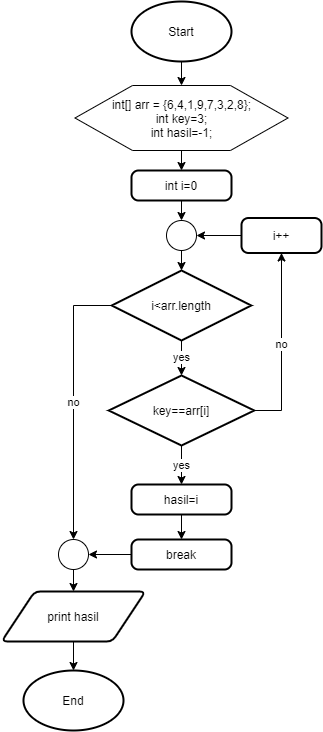 Start
int[] arr = {6,4,1,9,7,3,2,8};
int key=3;
int hasil=-1;
int i=0
i++
i<arr.length
no
yes
no
key==arr[i]
yes
hasil=i
break
print hasil
End